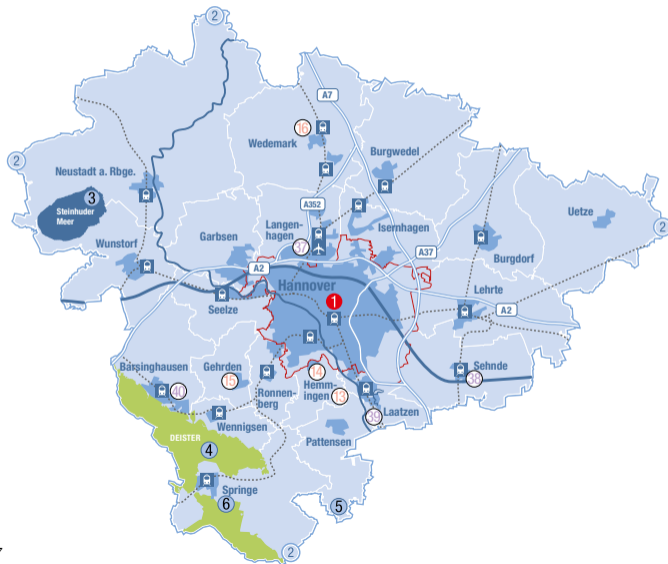 2
A7
16
Wedemark
Burgwedel
2
Neustadt a. Rbge.
3
Steinhuder
Meer
A352
Langen-
hagen
37
Isernhagen
Uetze
2
Wunstorf
Garbsen
A37
Burgdorf
A2
Hannover
1
Lehrte
A2
Seelze
Barsinghausen
40
Gehrden
15
Ronnen-
berg
14
Hemm-
ingen
13
Laatzen
39
Sehnde
38
Wennigsen
Pattensen
DEISTER
4
Springe
6
5
2